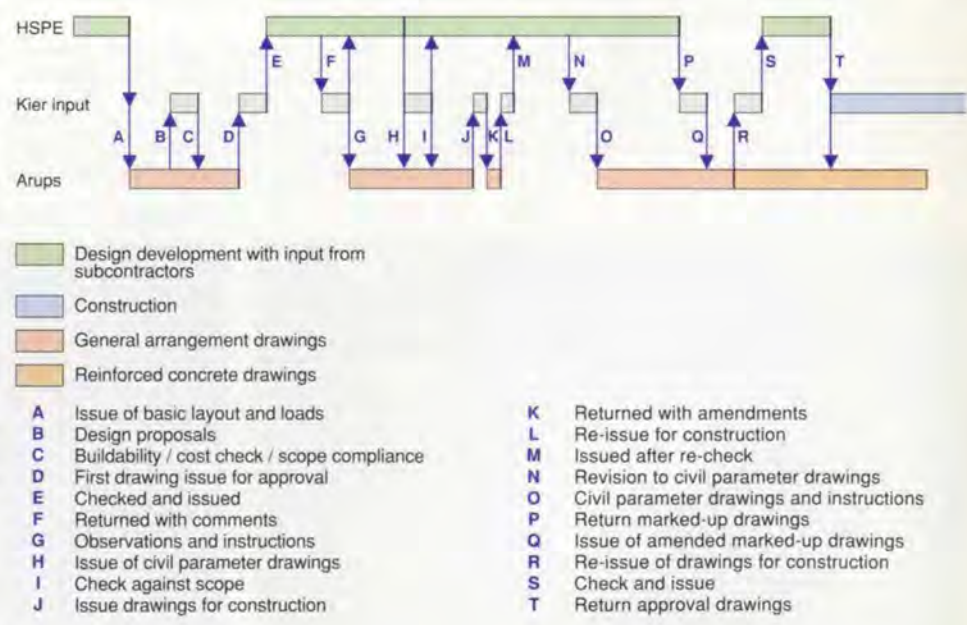 HSPE
E F M N P S T
Kier input
A B C D G H I J K L O Q R
Arups
Design development with input from
subcontractors
Construction
General arrangement drawings
Reinforced concrete drawings
A Issue of basic layout and loads
B Design proposals
C Buildability / cost check / scope compliance
D First drawing issue for approval
E Checked and issued
F Returned with comments
G Observations and instructions
H Issue of civil parameter drawings
I Check against scope
J Issue drawings for construction
K Returned with amendments
L Re-issue for construction
M Issued after re-check
N Revision to civil parameter drawings
O Civil parameter drawings and instructions
P Return marked-up drawings
Q Issue of amended marked-up drawings
R Re-issue of drawings for construction
S Check and issue
T Return approval drawings